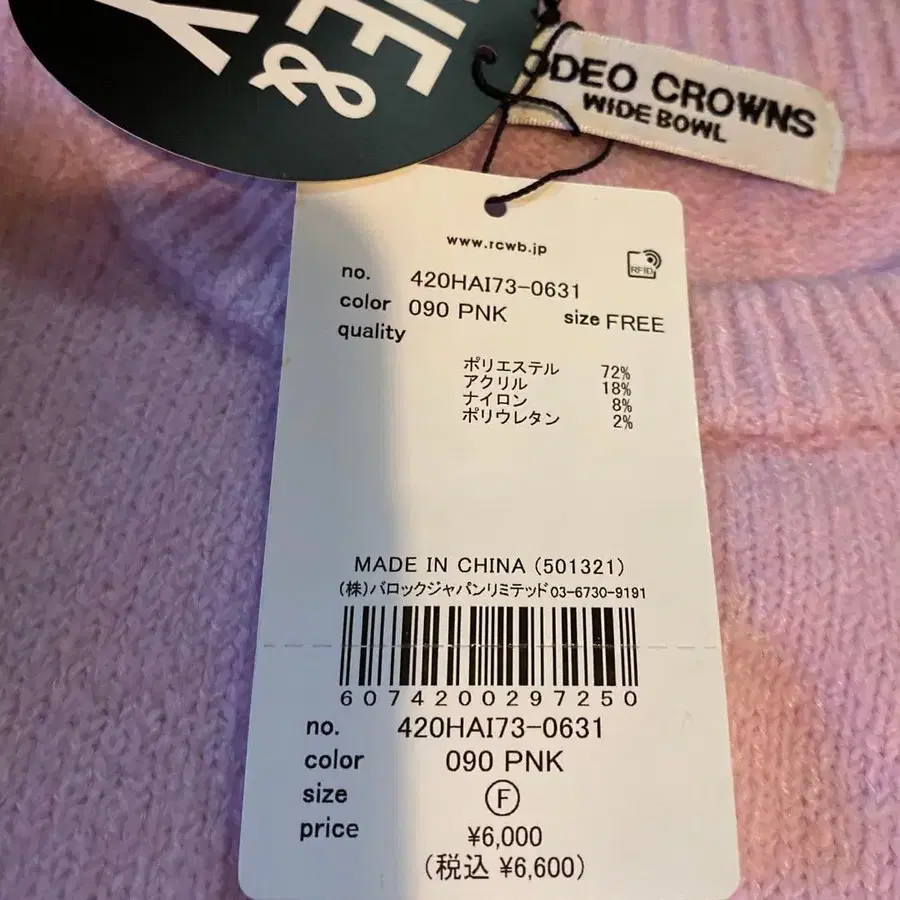 &
ODEO CROWNS
WIDE BOWL
www.rcwb.jp
RFID
no. 420HAI73-0631
color 090 PNK size FREE
quality
ポリエステル 72%
アクリル 18%
ナイロン 8%
ポリウレタン 2%
MADE IN CHINA (501321)
(株)バロックジャパンリミテッド03-6730-9191
6074200297250
no. 420HAI73-0631
color 090 PNK
size F
price ¥6,000
(税込 ¥6,600)